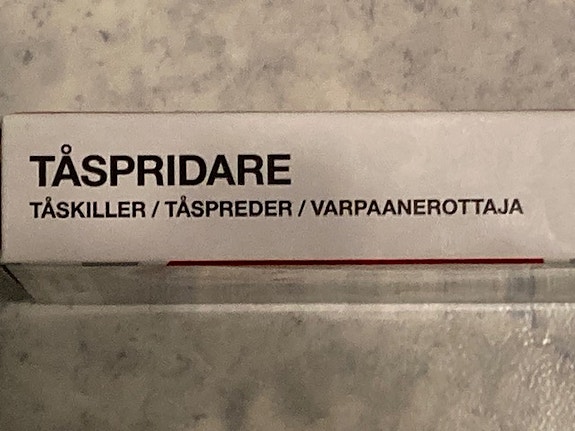 TÅSPRIDARE
TÅSKILLER / TÅSPREDER / VARPAANEROTTAJA